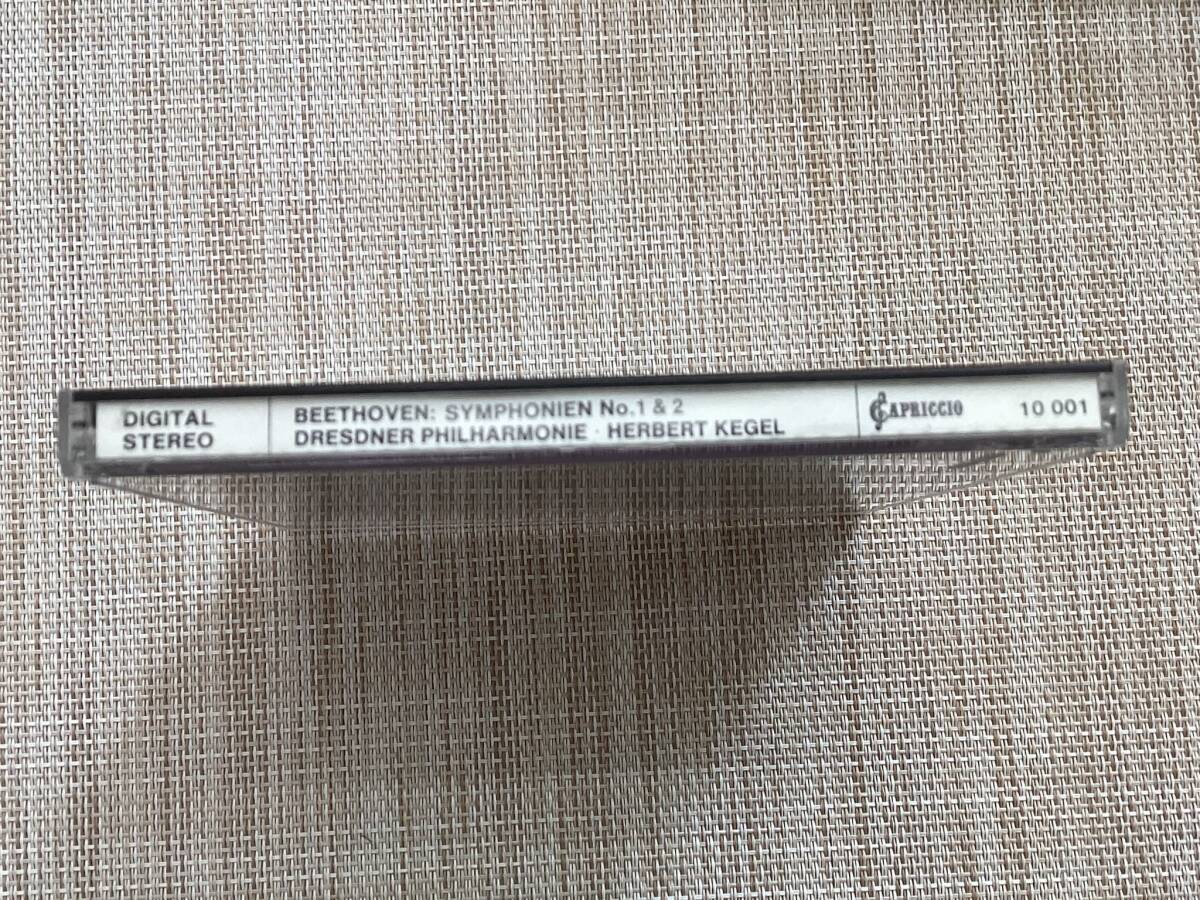 DIGITAL
STEREO
BEETHOVEN: SYMPHONIEN No. 1 & 2
DRESDNER PHILHARMONIE · HERBERT KEGEL
CAPRICCIO
10 001